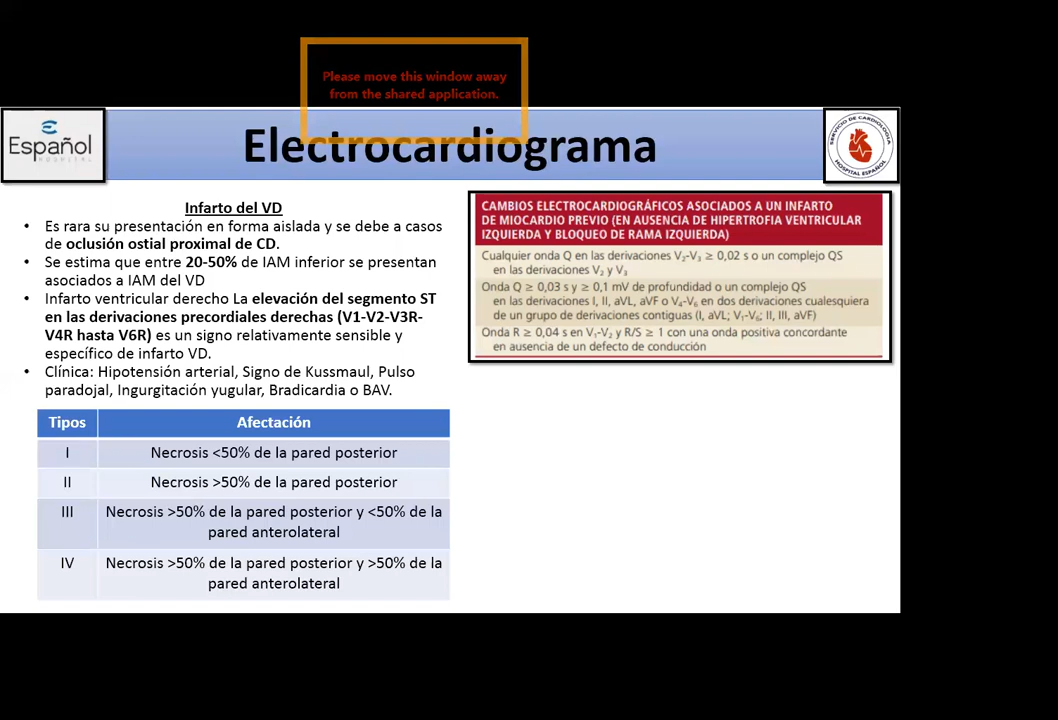 Please move this window away
from the shared application.
Español
HOSPITAL
Electrocardiograma
SERVICIO DE CARDIOLOGÍA
HOSPITAL ESPAÑOL
Infarto del VD
• Es rara su presentación en forma aislada y se debe a casos
de oclusión ostial proximal de CD.
• Se estima que entre 20-50% de IAM inferior se presentan
asociados a IAM del VD
• Infarto ventricular derecho La elevación del segmento ST
en las derivaciones precordiales derechas (V1-V2-V3R-
V4R hasta V6R) es un signo relativamente sensible y
específico de infarto VD.
• Clínica: Hipotensión arterial, Signo de Kussmaul, Pulso
paradojal, Ingurgitación yugular, Bradicardia o BAV.
Tipos Afectación
I Necrosis <50% de la pared posterior
II Necrosis >50% de la pared posterior
III Necrosis >50% de la pared posterior y <50% de la
pared anterolateral
IV Necrosis >50% de la pared posterior y >50% de la
pared anterolateral
CAMBIOS ELECTROCARDIOGRÁFICOS ASOCIADOS A UN INFARTO
DE MIOCARDIO PREVIO (EN AUSENCIA DE HIPERTROFIA VENTRICULAR
IZQUIERDA Y BLOQUEO DE RAMA IZQUIERDA)
Cualquier onda Q en las derivaciones V₂-V₃ ≥ 0,02 s o un complejo QS
en las derivaciones V₂ y V₃
Onda Q ≥ 0,03 s y ≥ 0,1 mV de profundidad o un complejo QS
en las derivaciones I, II, aVL, aVF o V₄-V₆ en dos derivaciones cualesquiera
de un grupo de derivaciones contiguas (I, aVL; V₁-V₆; II, III, aVF)
Onda R ≥ 0,04 s en V₁-V₂ y R/S ≥ 1 con una onda positiva concordante
en ausencia de un defecto de conducción